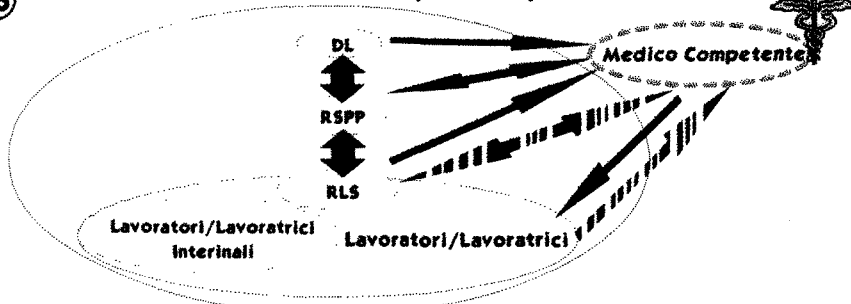 DL
Medico Competente
RSPP
RLS
Lavoratori/Lavoratrici
interinali
Lavoratori/Lavoratrici